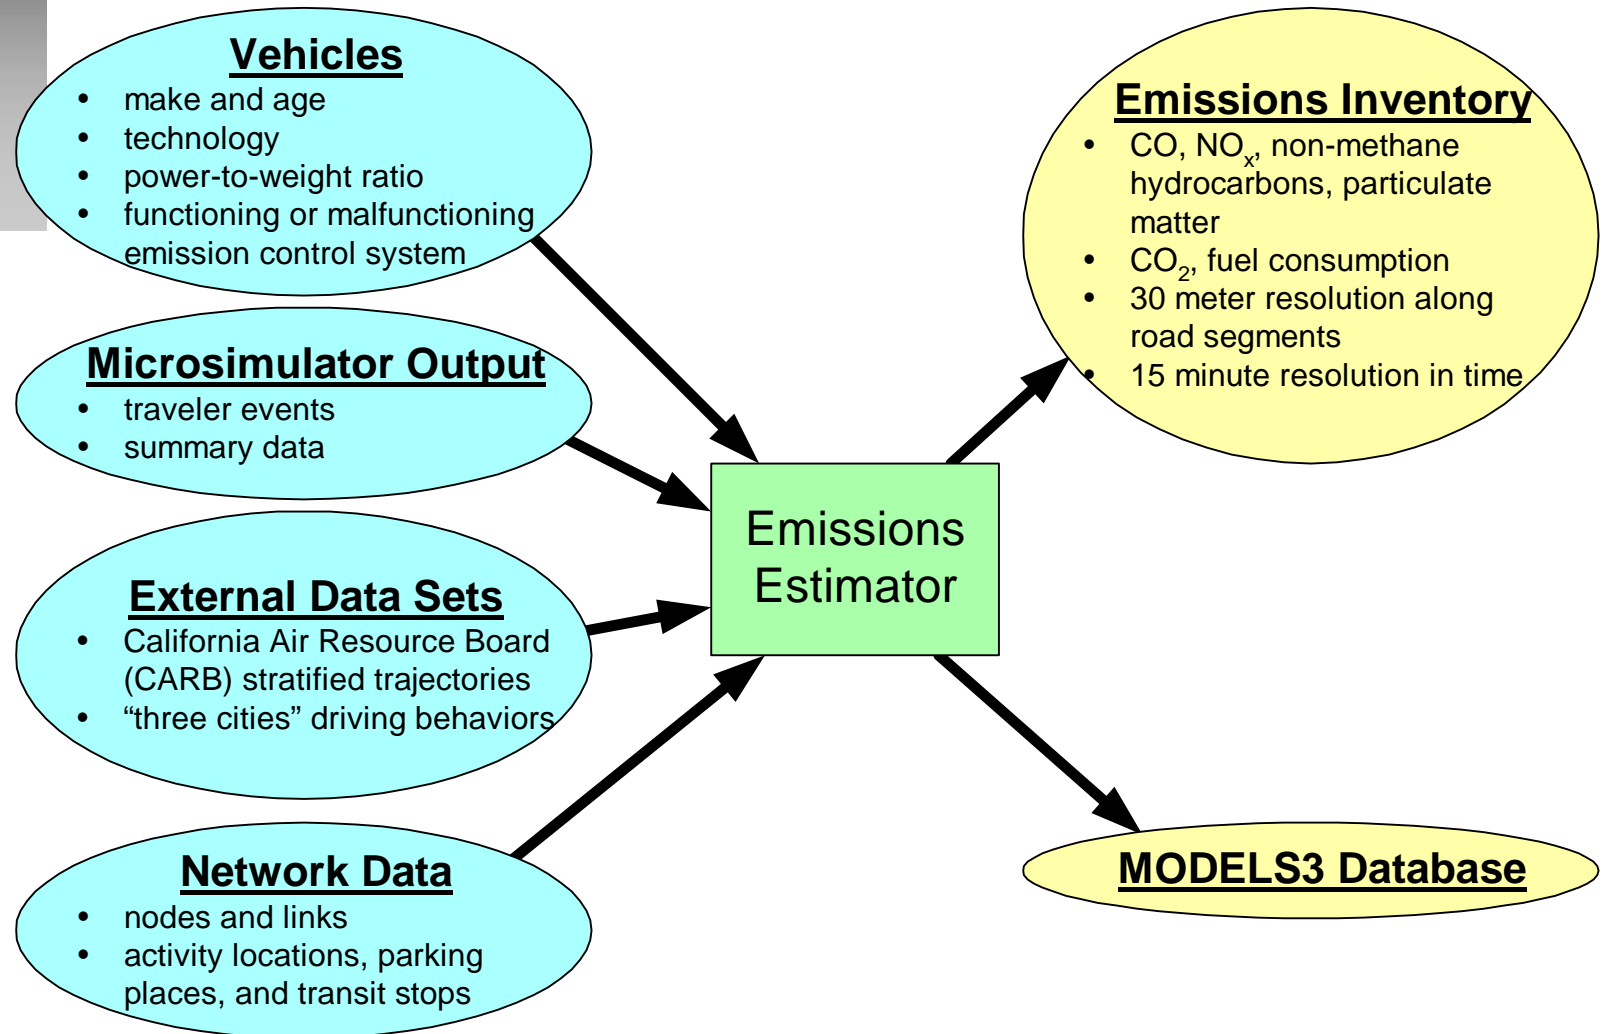 Vehicles
• make and age
• technology
• power-to-weight ratio
• functioning or malfunctioning
emission control system
Microsimulator Output
• traveler events
• summary data
External Data Sets
• California Air Resource Board
(CARB) stratified trajectories
• “three cities” driving behaviors
Network Data
• nodes and links
• activity locations, parking
places, and transit stops
Emissions
Estimator
Emissions Inventory
• CO, NOx, non-methane
hydrocarbons, particulate
matter
• CO2, fuel consumption
• 30 meter resolution along
road segments
• 15 minute resolution in time
MODELS3 Database